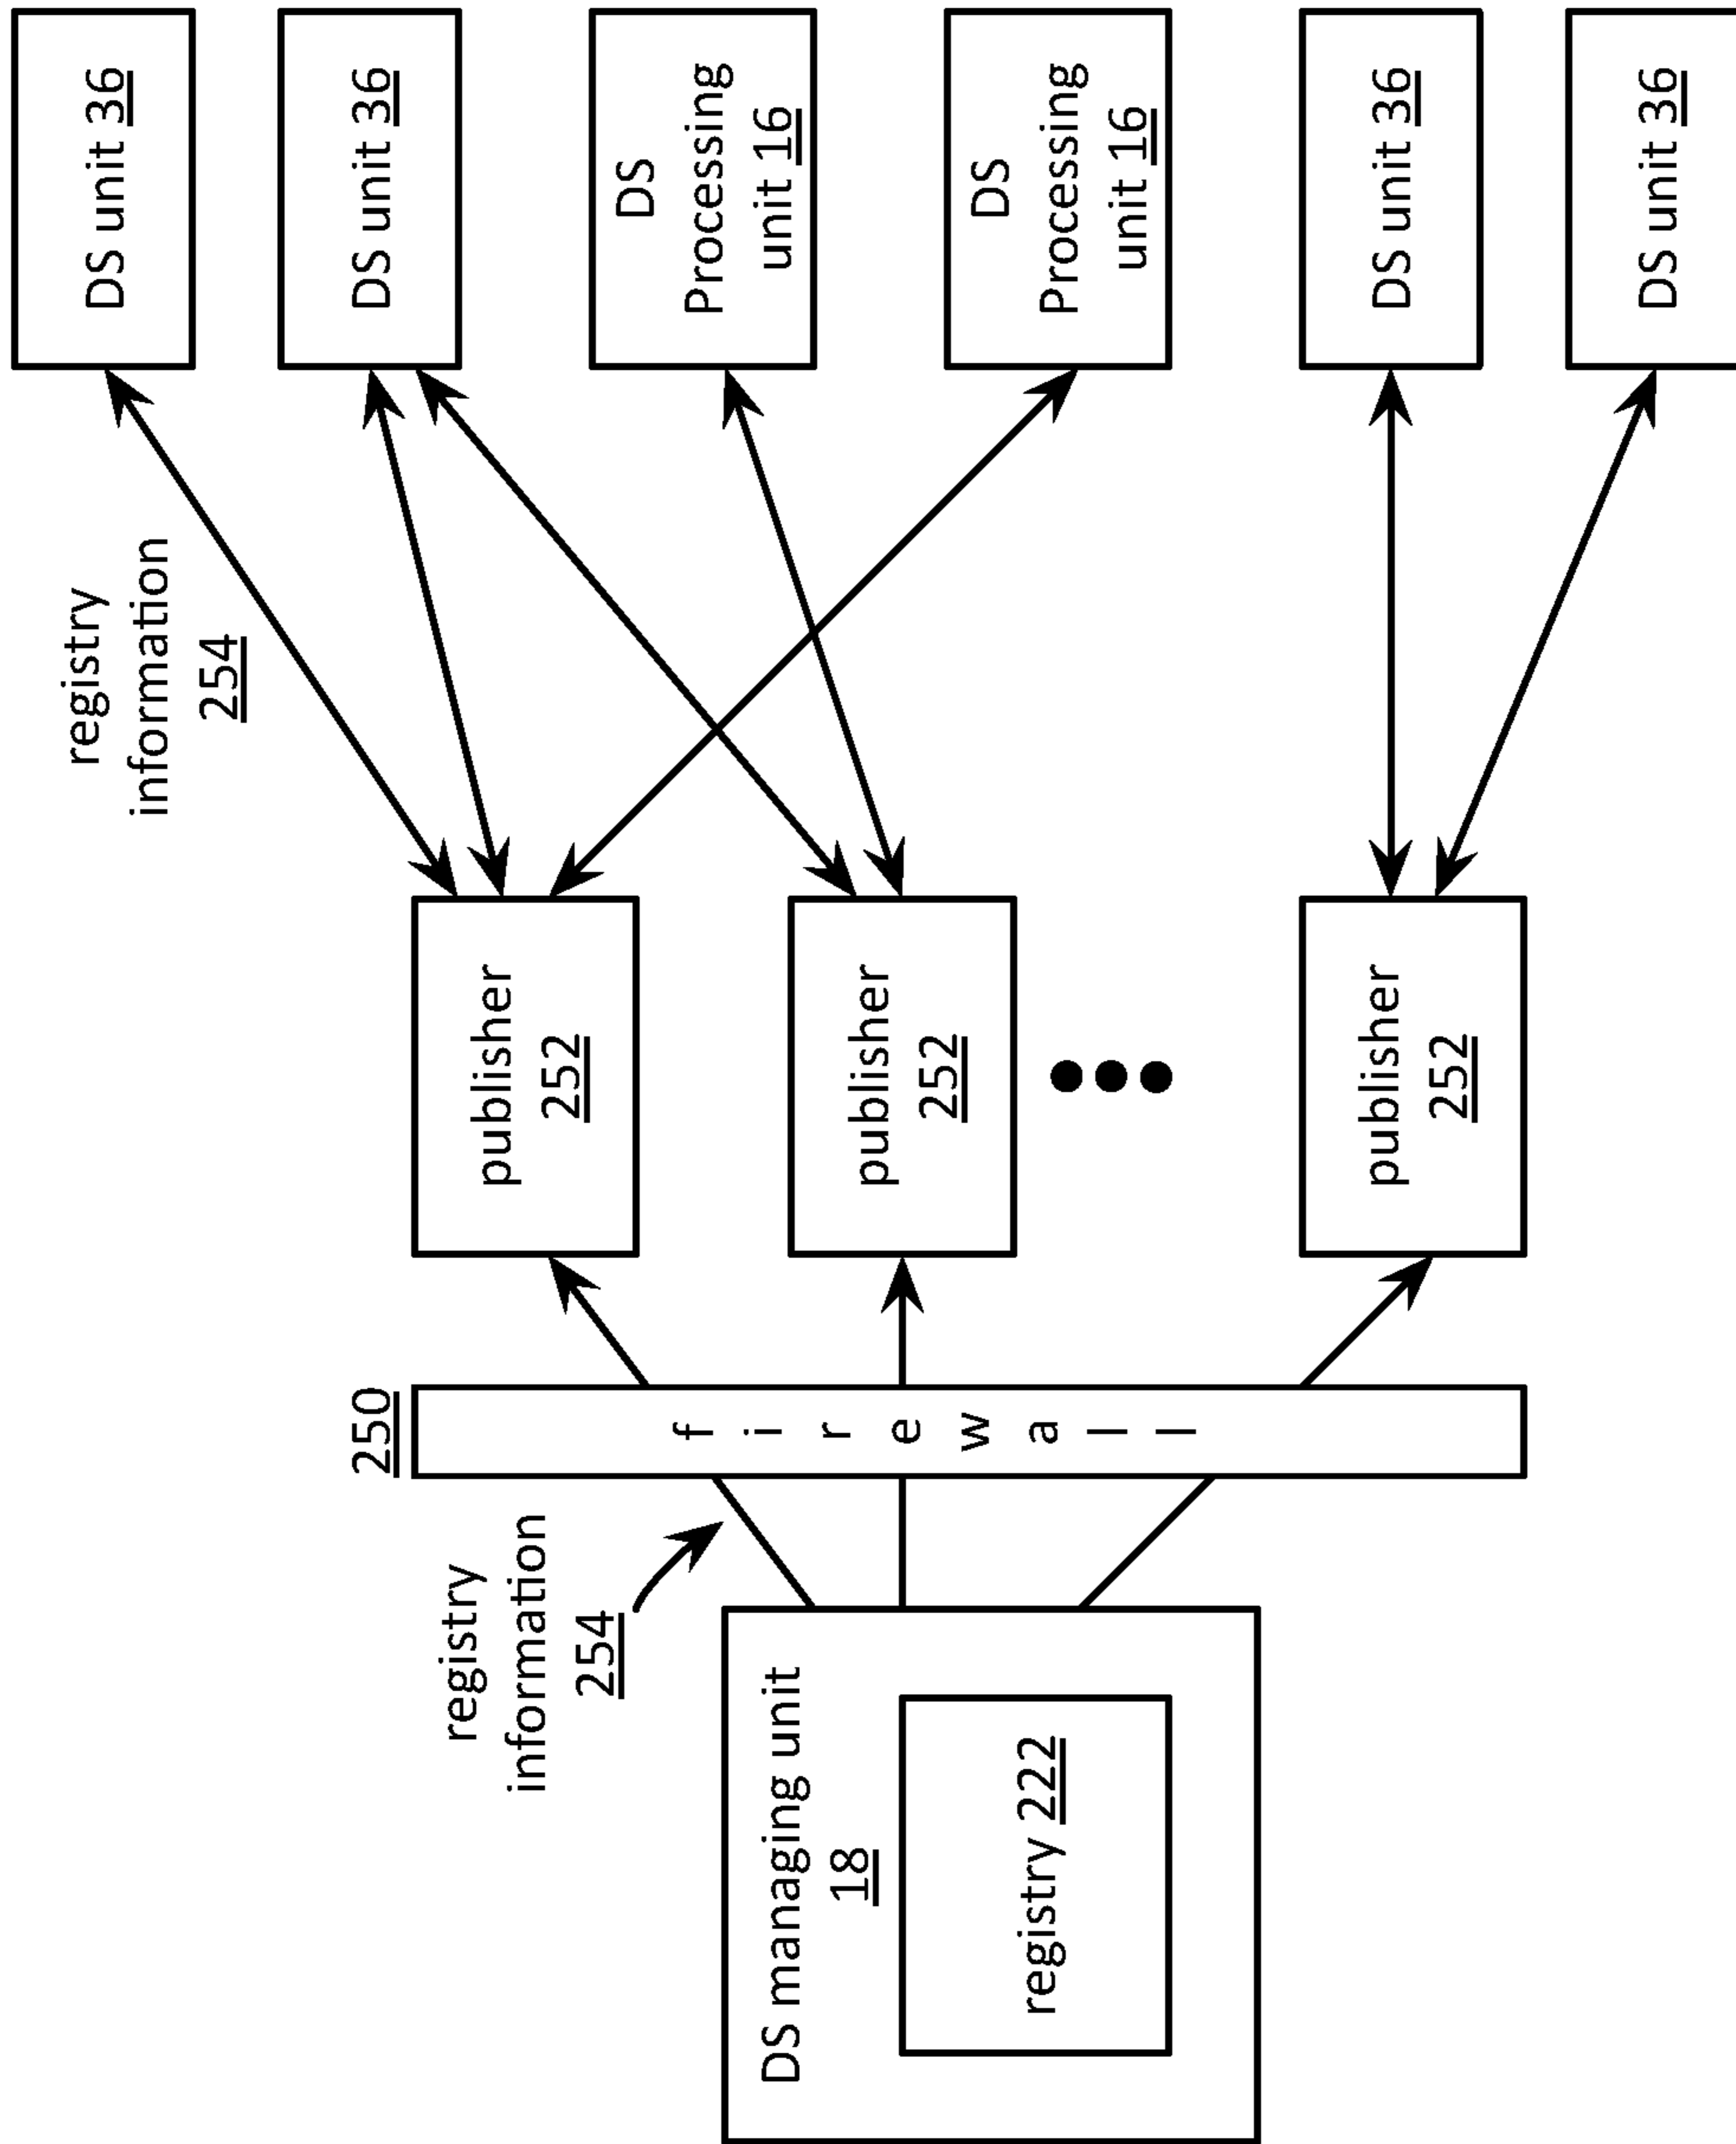 DS managing unit
18
registry 222
registry
information
254
250
f
i
r
e
w
a
l
l
publisher
252
publisher
252
publisher
252
registry
information
254
DS unit 36
DS unit 36
DS
Processing
unit 16
DS
Processing
unit 16
DS unit 36
DS unit 36